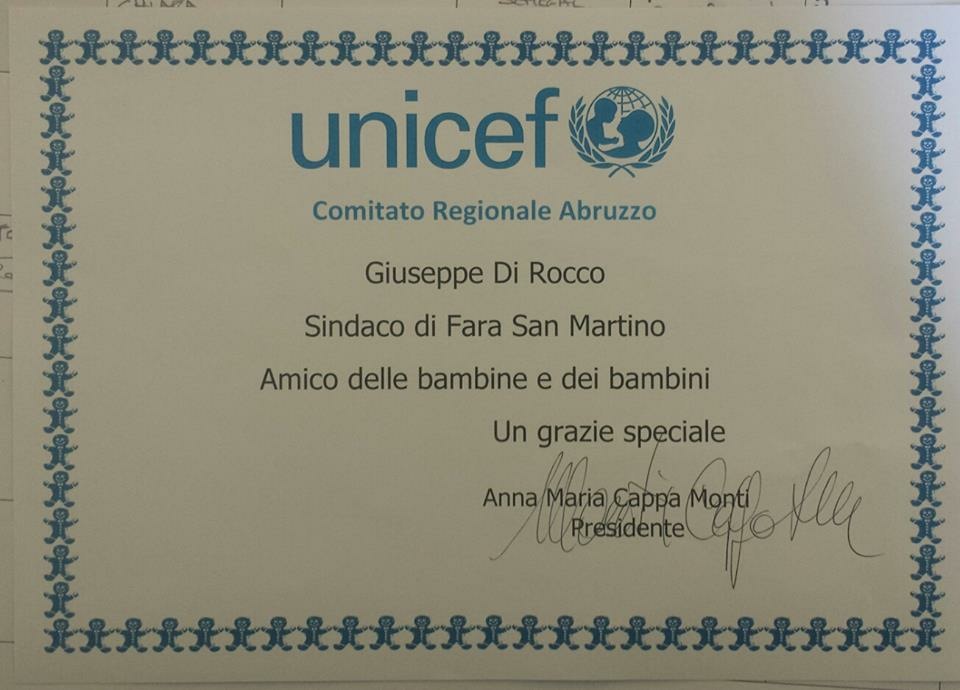 unicef
Comitato Regionale Abruzzo
Giuseppe Di Rocco
Sindaco di Fara San Martino
Amico delle bambine e dei bambini
Un grazie speciale
Anna Maria Cappa Monti
Presidente